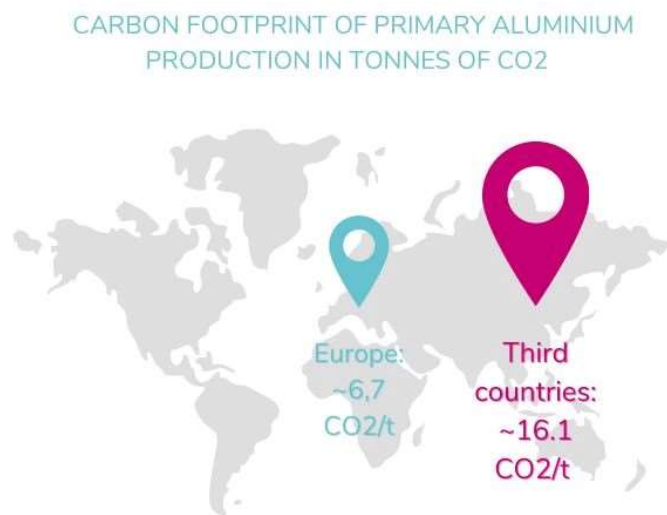 CARBON FOOTPRINT OF PRIMARY ALUMINIUM
PRODUCTION IN TONNES OF CO2
Europe:
~6,7
CO2/t
Third
countries:
~16.1
CO2/t